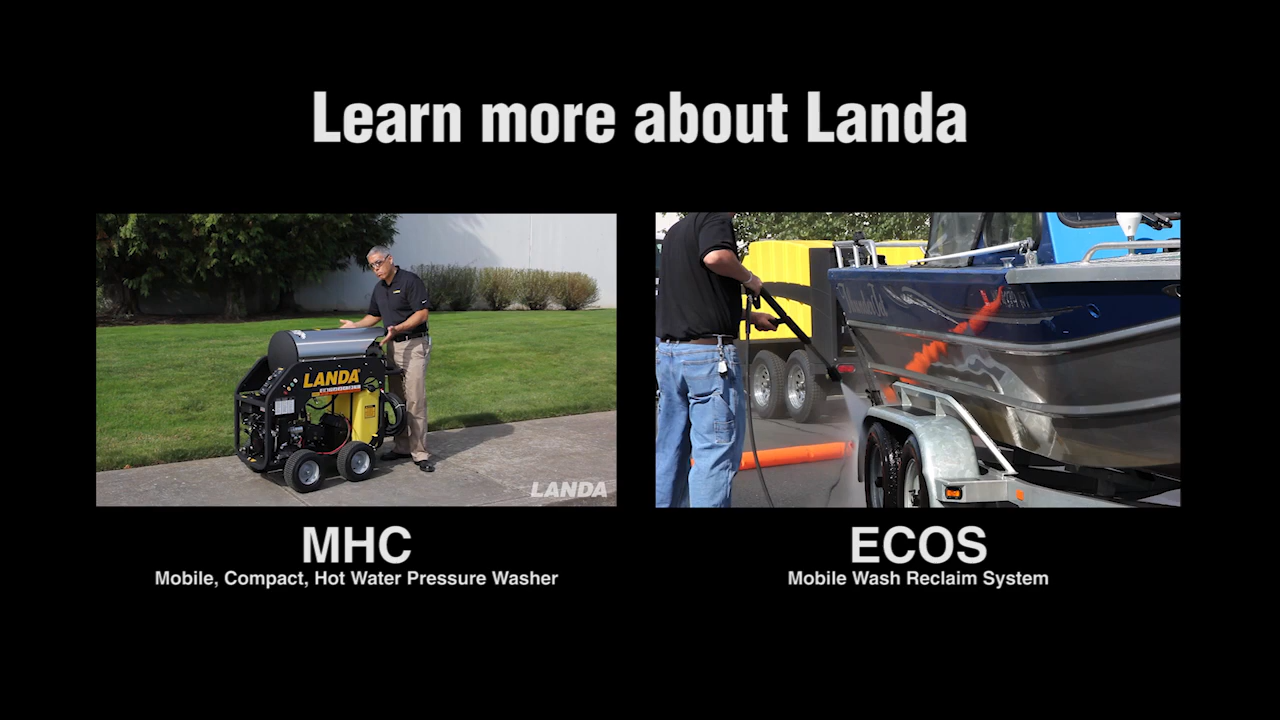 Learn more about Landa
LANDA
LANDA
MHC
Mobile, Compact, Hot Water Pressure Washer
ECOS
Mobile Wash Reclaim System